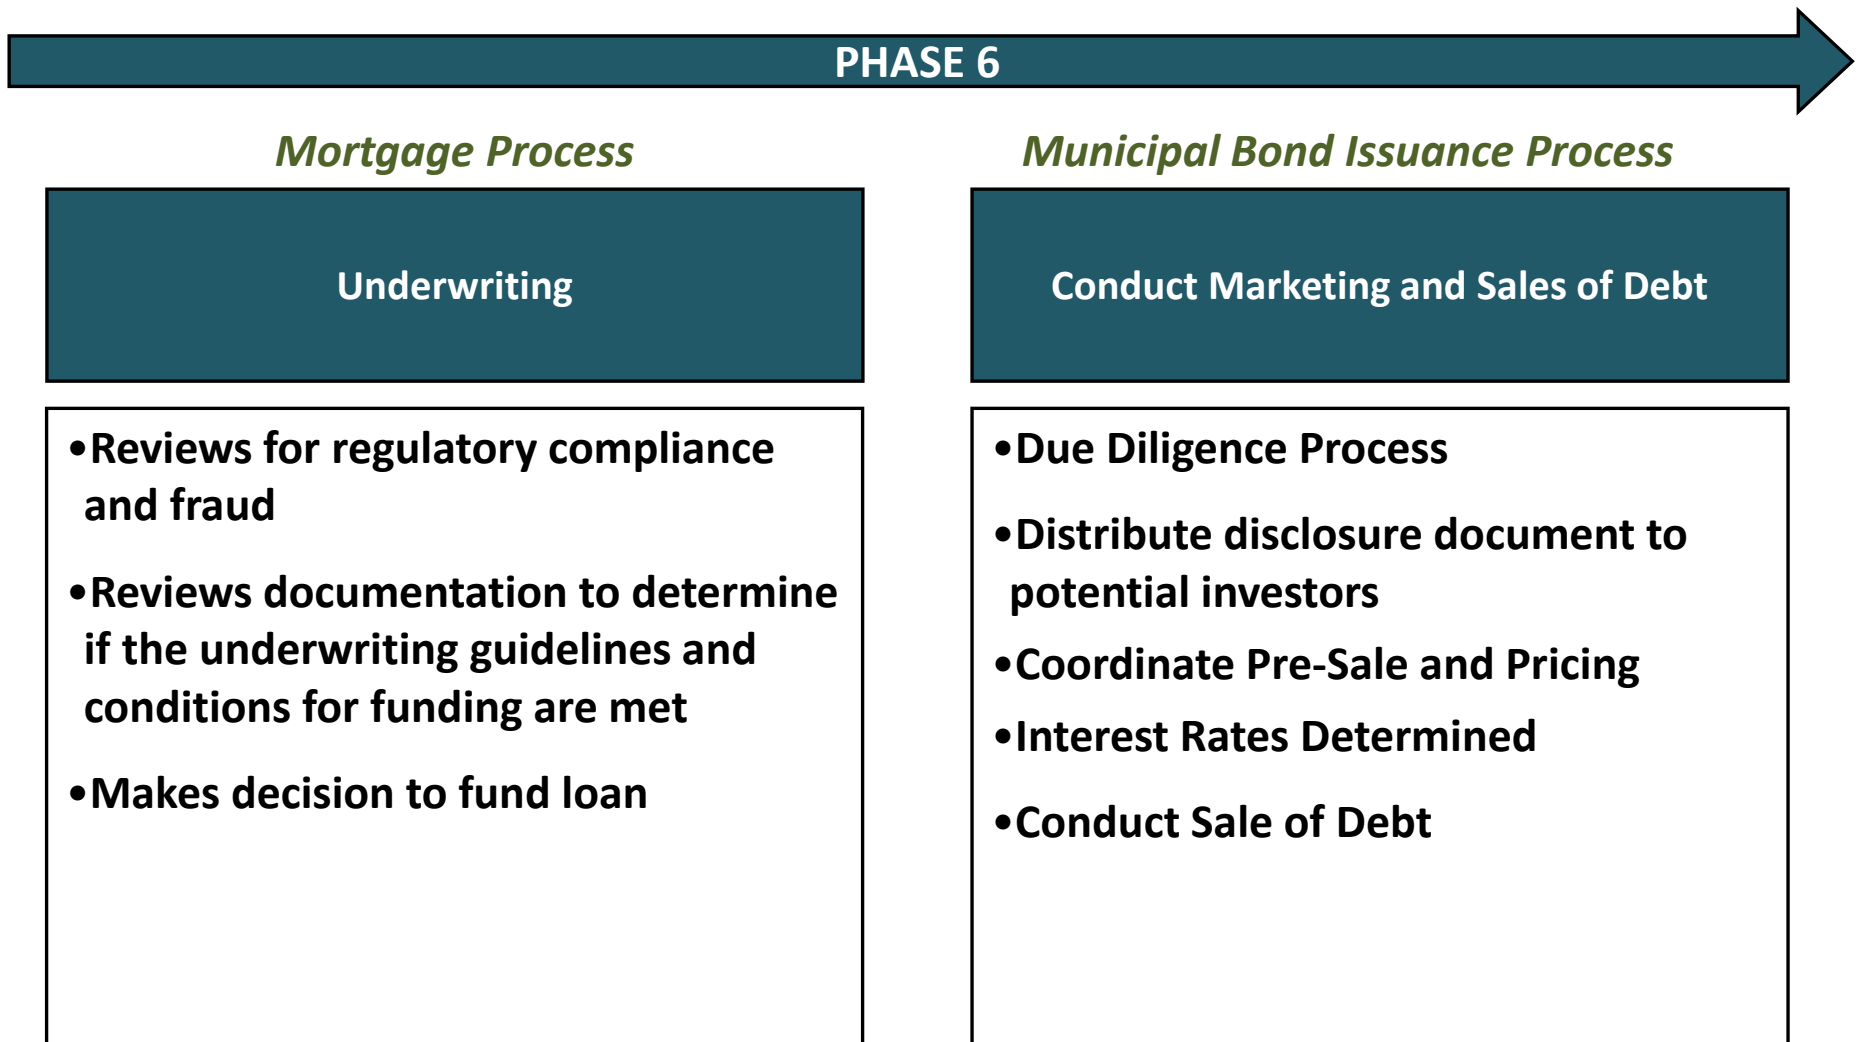 PHASE 6
Mortgage Process
Municipal Bond Issuance Process
Underwriting
Conduct Marketing and Sales of Debt
•Reviews for regulatory compliance
and fraud
•Reviews documentation to determine
if the underwriting guidelines and
conditions for funding are met
•Makes decision to fund loan
•Due Diligence Process
•Distribute disclosure document to
potential investors
•Coordinate Pre-Sale and Pricing
•Interest Rates Determined
•Conduct Sale of Debt